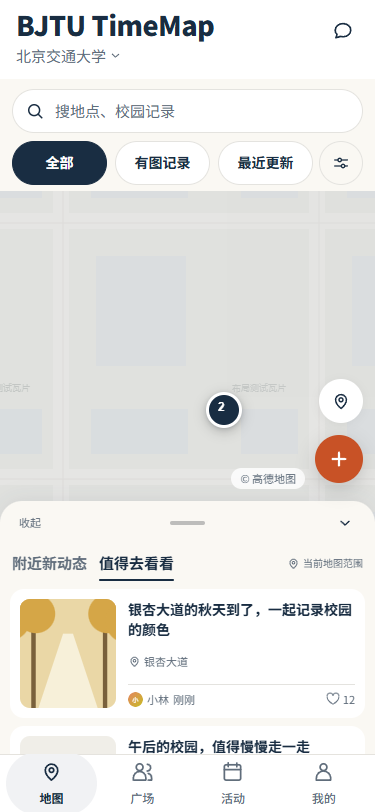 BJTU TimeMap
北京交通大学
搜地点、校园记录
全部
有图记录
最近更新
2
© 高德地图
收起
附近新动态
值得去看看
当前地图范围
银杏大道的秋天到了，一起记录校园
的颜色
银杏大道
小
小林 刚刚
12
午后的校园，值得慢慢走一走
地图
广场
活动
我的